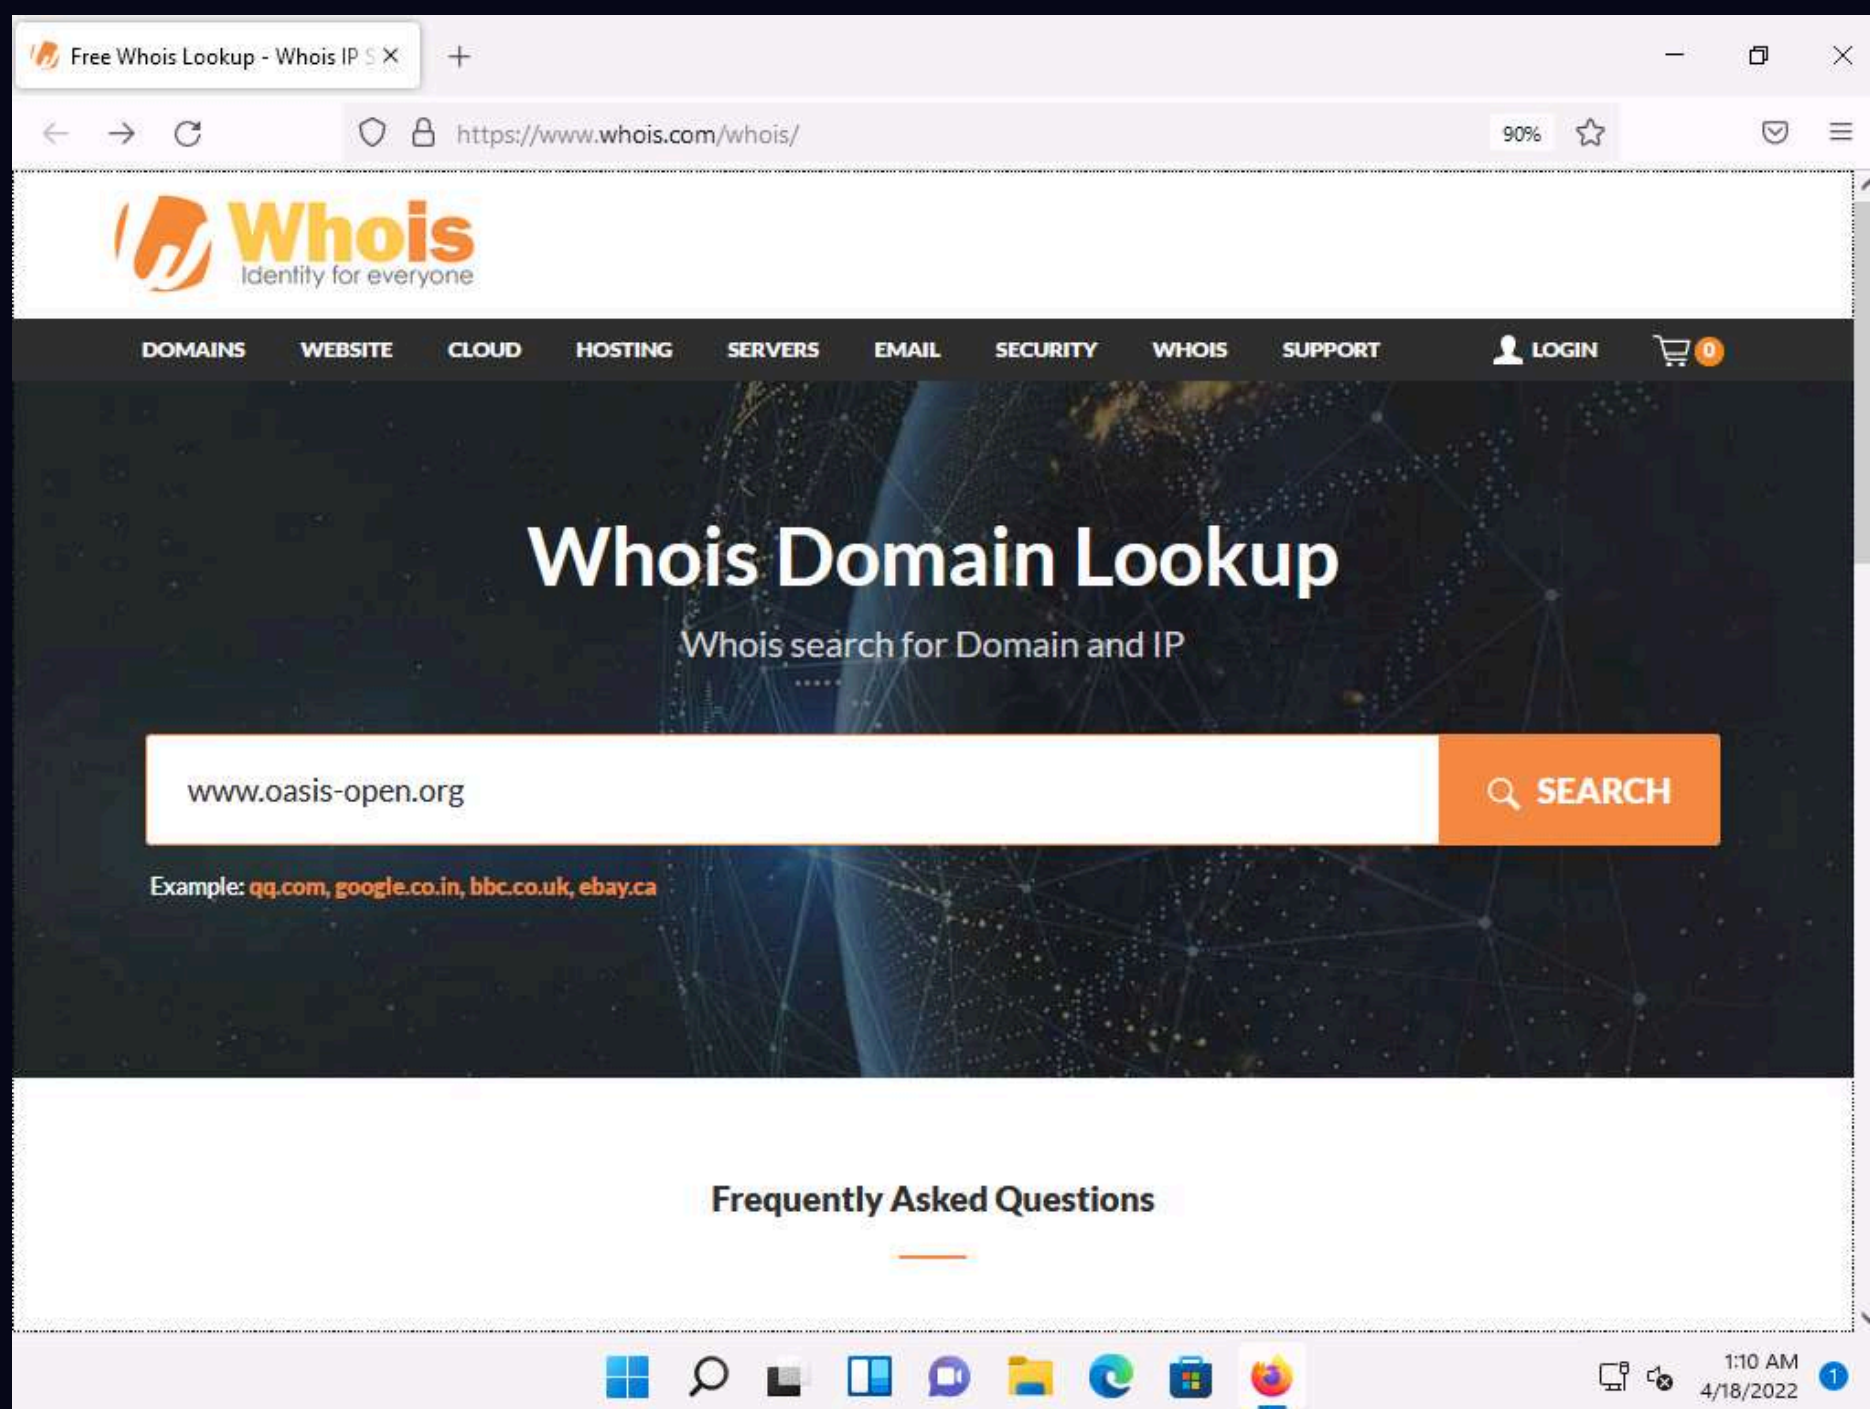 Free Whois Lookup - Whois IP S
https://www.whois.com/whois/
90%
Whois
Identity for everyone
DOMAINS WEBSITE CLOUD HOSTING SERVERS EMAIL SECURITY WHOIS SUPPORT LOGIN 0
Whois Domain Lookup
Whois search for Domain and IP
www.oasis-open.org
SEARCH
Example: qq.com, google.co.in, bbc.co.uk, ebay.ca
Frequently Asked Questions
1:10 AM
4/18/2022
1